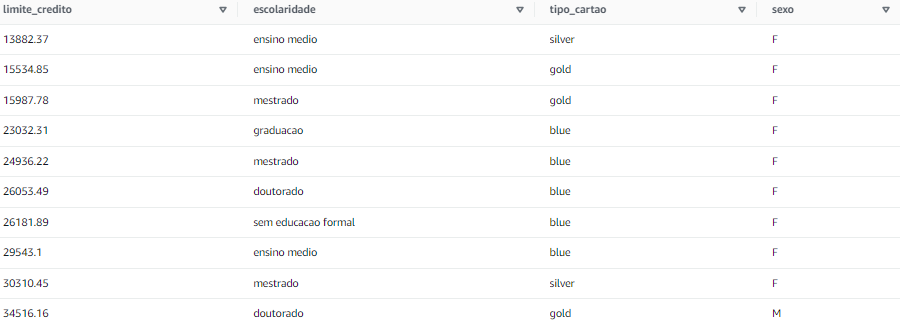 limite_credito escolaridade tipo_cartao sexo
13882.37 ensino medio silver F
15534.85 ensino medio gold F
15987.78 mestrado gold F
23032.31 graduacao blue F
24936.22 mestrado blue F
26053.49 doutorado blue F
26181.89 sem educacao formal blue F
29543.1 ensino medio blue F
30310.45 mestrado silver F
34516.16 doutorado gold M